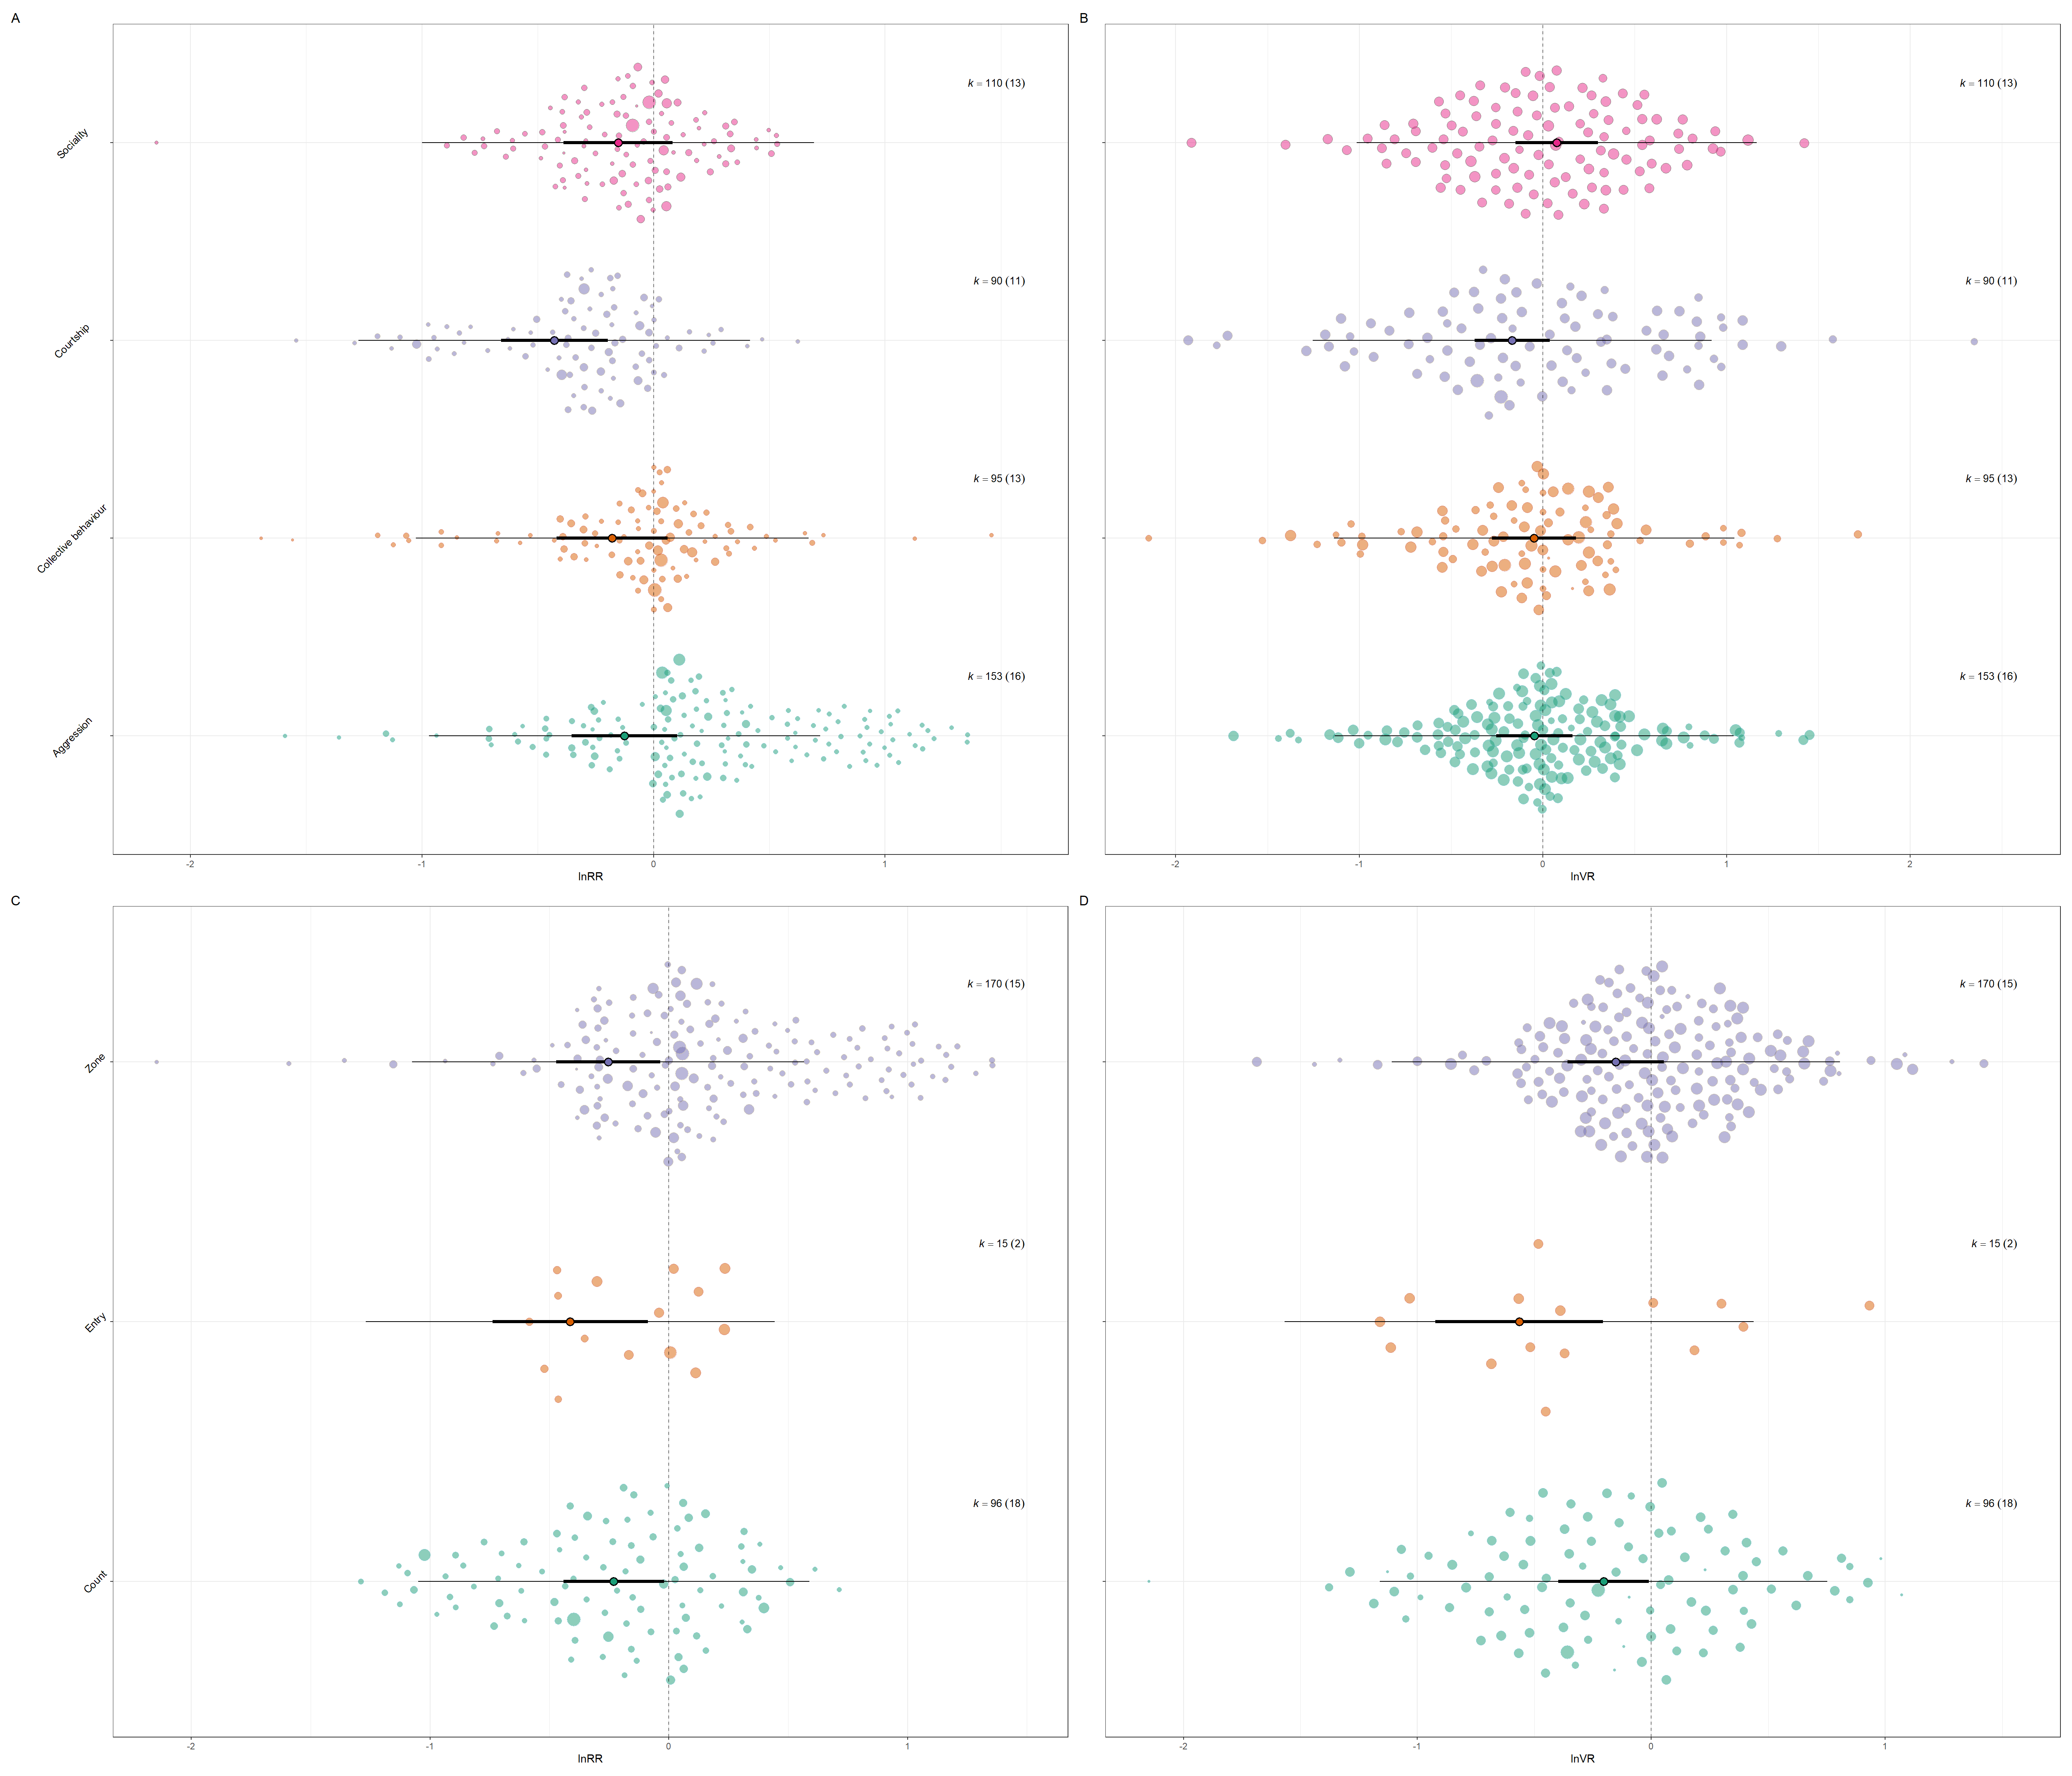 A
B
Sociality
k = 110 (13)
k = 110 (13)
Courtship
k = 90 (11)
k = 90 (11)
Collective behaviour
k = 95 (13)
k = 95 (13)
Aggression
k = 153 (16)
k = 153 (16)
-2 -1 0 1
lnRR
-2 -1 0 1 2
lnVR
C
D
Zone
k = 170 (15)
k = 170 (15)
Entry
k = 15 (2)
k = 15 (2)
Count
k = 96 (18)
k = 96 (18)
-2 -1 0 1
lnRR
-2 -1 0 1
lnVR